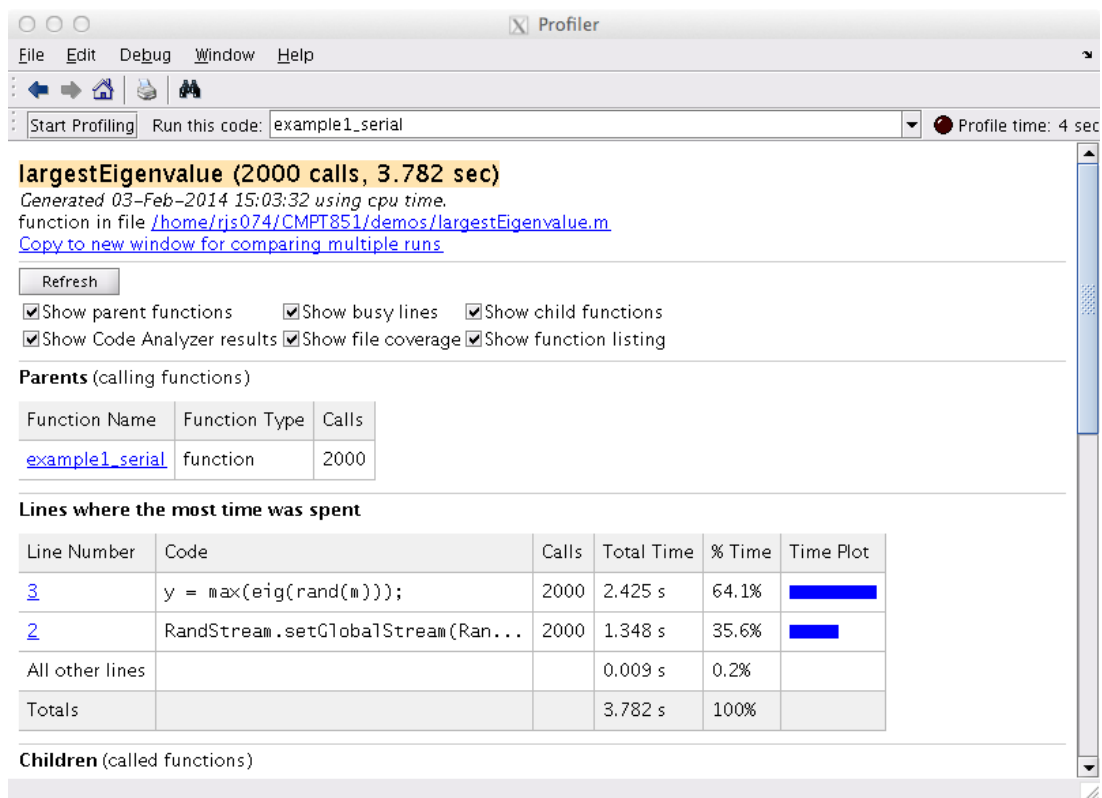 Profiler
File Edit Debug Window Help
Start Profiling Run this code: example1_serial Profile time: 4 sec
largestEigenvalue (2000 calls, 3.782 sec)
Generated 03-Feb-2014 15:03:32 using cpu time.
function in file /home/rjs074/CMPT851/demos/largestEigenvalue.m
Copy to new window for comparing multiple runs
Refresh
Show parent functions Show busy lines Show child functions
Show Code Analyzer results Show file coverage Show function listing
Parents (calling functions)
Function Name Function Type Calls
example1_serial function 2000
Lines where the most time was spent
Line Number Code Calls Total Time % Time Time Plot
3 y = max(eig(rand(m))); 2000 2.425 s 64.1%
2 RandStream.setGlobalStream(Ran... 2000 1.348 s 35.6%
All other lines 0.009 s 0.2%
Totals 3.782 s 100%
Children (called functions)